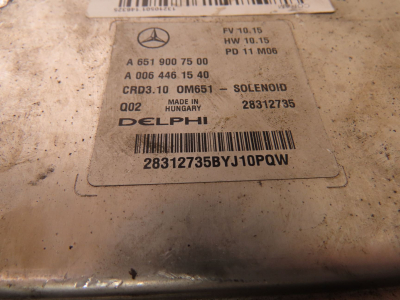 FV 10.15
HW 10.15
PD 11 M06
A 651 900 75 00
A 006 446 15 40
CRD3.10 OM651 - SOLENOID
Q02 MADE IN HUNGARY 28312735
DELPHI
28312735BYJ10PQW